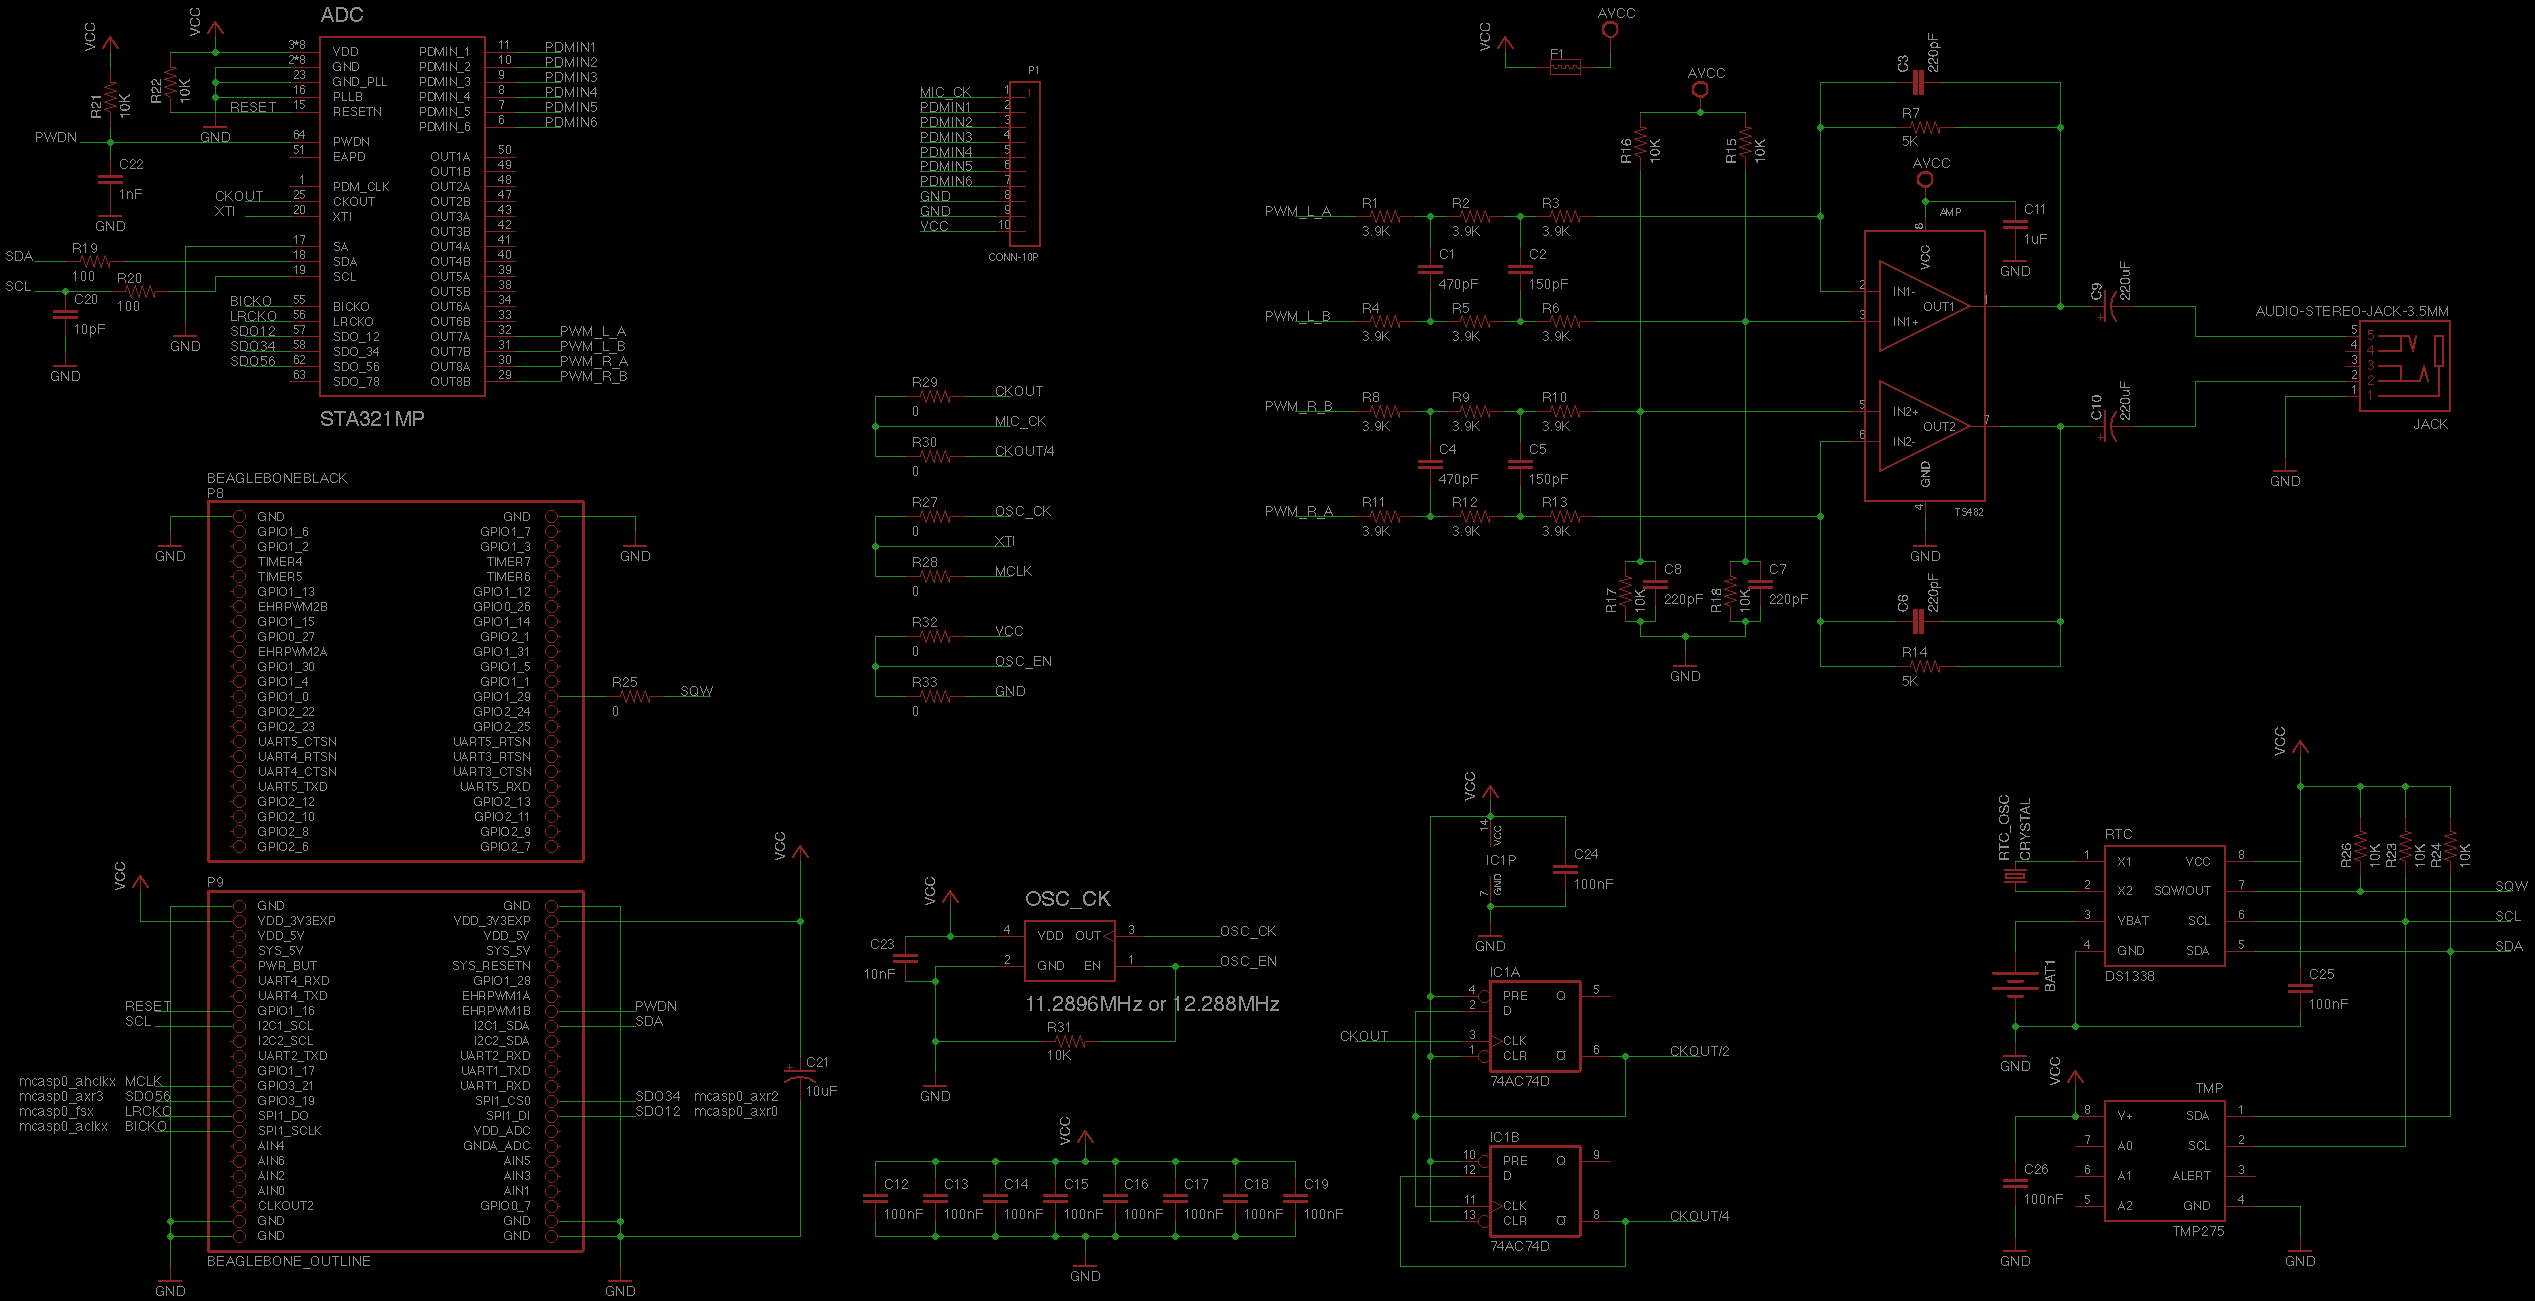 ADC
VCC
VCC
R21
10K
R22
10K
RESET
PWDN
GND
C22
1nF
GND
CKOUT
XTI
SDA
R19
100
SCL
R20
100
C20
10pF
GND
GND
BICKO
LRCKO
SDO12
SDO34
SDO56
3*8 VDD
2*8 GND
23 GND_PLL
16 PLLB
15 RESETN
64 PWDN
51 EAPD
1 PDM_CLK
25 CKOUT
20 XTI
17 SA
18 SDA
19 SCL
55 BICKO
56 LRCKO
57 SDO_12
58 SDO_34
62 SDO_56
63 SDO_78
PDMIN_1 11 PDMIN1
PDMIN_2 10 PDMIN2
PDMIN_3 9 PDMIN3
PDMIN_4 8 PDMIN4
PDMIN_5 7 PDMIN5
PDMIN_6 6 PDMIN6
OUT1A 50
OUT1B 49
OUT2A 48
OUT2B 47
OUT3A 43
OUT3B 42
OUT4A 41
OUT4B 40
OUT5A 39
OUT5B 38
OUT6A 34
OUT6B 33
OUT7A 32 PWM_L_A
OUT7B 31 PWM_L_B
OUT8A 30 PWM_R_A
OUT8B 29 PWM_R_B
STA321MP
P1
MIC_CK 1 1
PDMIN1 2
PDMIN2 3
PDMIN3 4
PDMIN4 5
PDMIN5 6
PDMIN6 7
GND 8
GND 9
VCC 10
CONN-10P
R29 CKOUT
0
MIC_CK
R30 CKOUT/4
0
R27 OSC_CK
0
XTI
R28 MCLK
0
R32 VCC
0
OSC_EN
R33 GND
0
VCC
F1
AVCC
AVCC
R16
10K
R15
10K
PWM_L_A
R1 R2 R3
3.9K 3.9K 3.9K
C1 C2
470pF 150pF
PWM_L_B
R4 R5 R6
3.9K 3.9K 3.9K
PWM_R_B
R8 R9 R10
3.9K 3.9K 3.9K
C4 C5
470pF 150pF
PWM_R_A
R11 R12 R13
3.9K 3.9K 3.9K
R17
10K
C8
220pF
R18
10K
C7
220pF
GND
C3
220pF
R7
5K
AVCC
AMP
C11
1uF
GND
8
VCC
2 IN1-
3 IN1+
OUT1 1
5 IN2+
6 IN2-
OUT2 7
GND
4
TS482
GND
C6
220pF
R14
5K
C9
220uF
+
C10
220uF
+
AUDIO-STEREO-JACK-3.5MM
5 5
4 4
3 3
2 2
1 1
JACK
GND
BEAGLEBONEBLACK
P8
GND GND
GPIO1_6 GPIO1_7
GPIO1_2 GPIO1_3
TIMER4 TIMER7
TIMER5 TIMER6
GPIO1_13 GPIO1_12
EHRPWM2B GPIO0_26
GPIO1_15 GPIO1_14
GPIO0_27 GPIO2_1
EHRPWM2A GPIO1_31
GPIO1_30 GPIO1_5
GPIO1_4 GPIO1_1
GPIO1_0 GPIO1_29
GPIO2_22 GPIO2_24
GPIO2_23 GPIO2_25
UART5_CTSN UART5_RTSN
UART4_RTSN UART3_RTSN
UART4_CTSN UART3_CTSN
UART5_TXD UART5_RXD
GPIO2_12 GPIO2_13
GPIO2_10 GPIO2_11
GPIO2_8 GPIO2_9
GPIO2_6 GPIO2_7
GND
GND
R25
0
SQW
P9
VCC
VCC
GND GND
VDD_3V3EXP VDD_3V3EXP
VDD_5V VDD_5V
SYS_5V SYS_5V
PWR_BUT SYS_RESETN
UART4_RXD GPIO1_28
UART4_TXD EHRPWM1A
RESET GPIO1_16 EHRPWM1B PWDN
SCL I2C1_SCL I2C1_SDA SDA
I2C2_SCL I2C2_SDA
UART2_TXD UART2_RXD
GPIO1_17 UART1_TXD
mcasp0_ahclkx MCLK GPIO3_21 UART1_RXD
mcasp0_axr3 SDO56 GPIO3_19 SPI1_CS0 SDO34 mcasp0_axr2
mcasp0_fsx LRCKO SPI1_DO SPI1_DI SDO12 mcasp0_axr0
mcasp0_aclkx BICKO SPI1_SCLK VDD_ADC
AIN4 GNDA_ADC
AIN6 AIN5
AIN2 AIN3
AIN0 AIN1
CLKOUT2 GPIO0_7
GND GND
GND GND
BEAGLEBONE_OUTLINE
GND
GND
+
C21
10uF
VCC
OSC_CK
C23
10nF
4 VDD OUT 3 OSC_CK
2 GND EN 1 OSC_EN
11.2896MHz or 12.288MHz
R31
10K
GND
VCC
C12 C13 C14 C15 C16 C17 C18 C19
100nF 100nF 100nF 100nF 100nF 100nF 100nF 100nF
GND
VCC
14
VCC
IC1P
GND
7
C24
100nF
GND
IC1A
4 PRE Q 5
2 D
CKOUT 3 CLK
1 CLR Q 6 CKOUT/2
74AC74D
IC1B
10 PRE Q 9
12 D
11 CLK
13 CLR Q 8 CKOUT/4
74AC74D
VCC
RTC_OSC
CRYSTAL
RTC
1 X1 VCC 8
2 X2 SQW/OUT 7 SQW
3 VBAT SCL 6 SCL
4 GND SDA 5 SDA
DS1338
R26
10K
R23
10K
R24
10K
BAT1
C25
100nF
GND
VCC
TMP
8 V+ SDA 1
7 A0 SCL 2
6 A1 ALERT 3
5 A2 GND 4
TMP275
C26
100nF
GND
GND